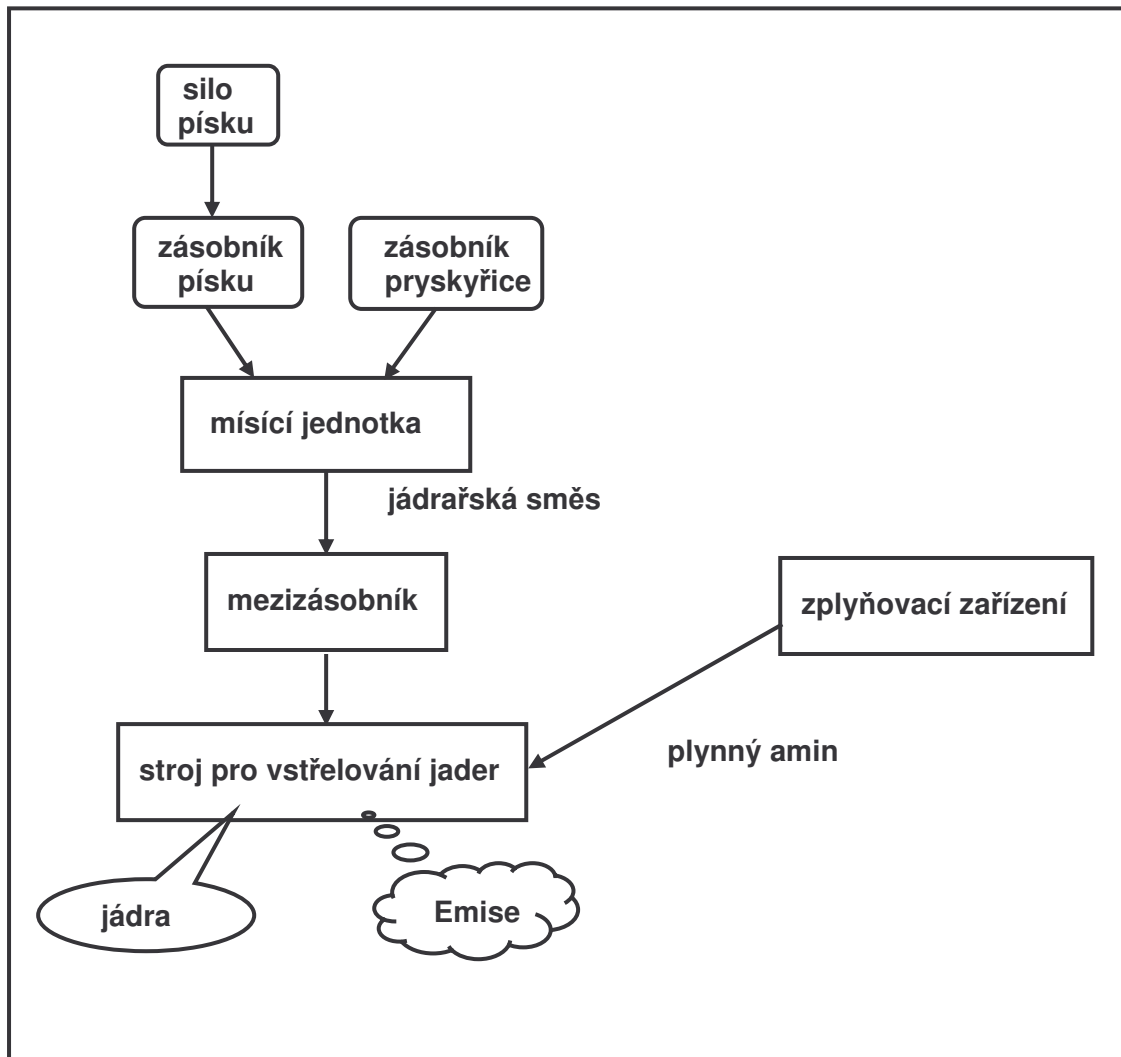 silo
písku
zásobník
písku
zásobník
pryskyřice
mísící jednotka
jádrařská směs
mezizásobník
zplyňovací zařízení
stroj pro vstřelování jader
plynný amin
jádra
Emise